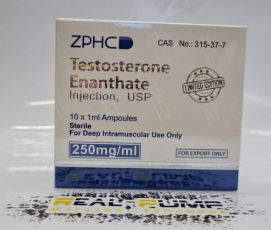 ZPHC
CAS No.: 315-37-7
Testosterone
Enanthate
Injection, USP
LIMITED EDITION
10 x 1ml Ampoules
Sterile
For Deep Intramuscular Use Only
250mg/ml
FOR EXPORT ONLY